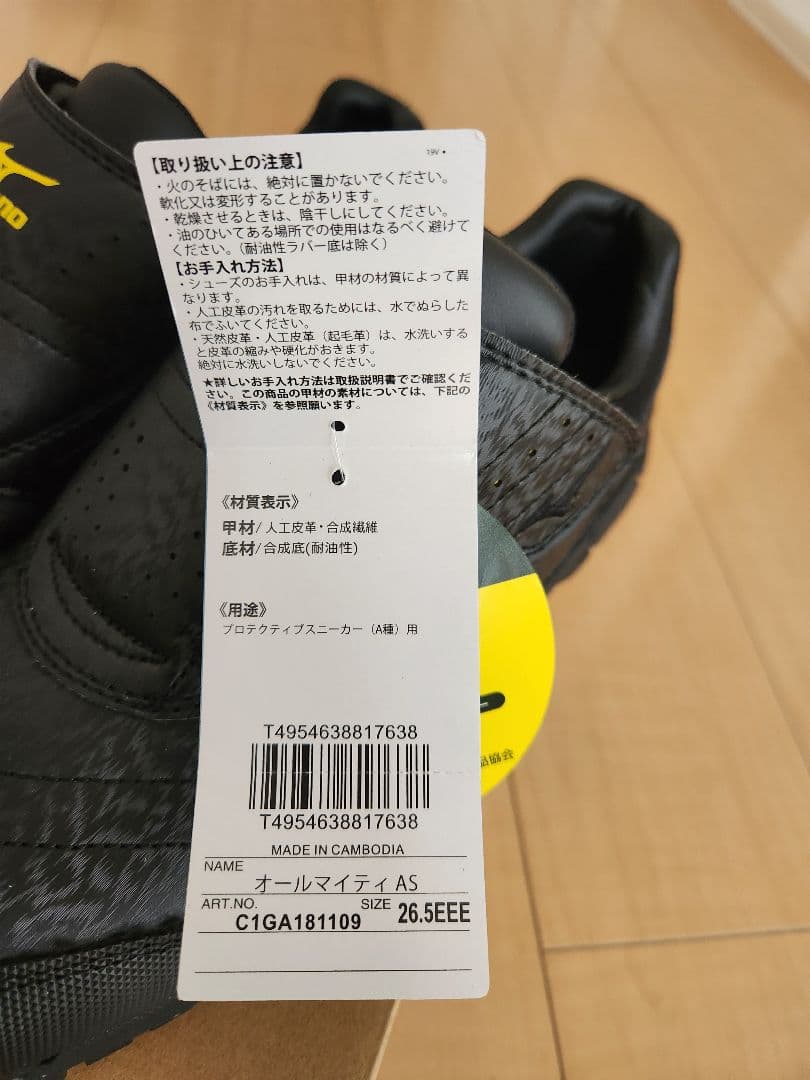 19V •
【取り扱い上の注意】
・火のそばには、絶対に置かないでください。
軟化又は変形することがあります。
・乾燥させるときは、陰干しにしてください。
・油のひいてある場所での使用はなるべく避けて
ください。（耐油性ラバー底は除く）
【お手入れ方法】
・シューズのお手入れは、甲材の材質によって異
なります。
・人工皮革の汚れを取るためには、水でぬらした
布でふいてください。
・天然皮革・人工皮革（起毛革）は、水洗いする
と皮革の縮みや硬化がおきます。
絶対に水洗いしないでください。
★詳しいお手入れ方法は取扱説明書でご確認くだ
さい。この商品の甲材の素材については、下記の
《材質表示》を参照願います。
《材質表示》
甲材/人工皮革・合成繊維
底材/合成底(耐油性)
《用途》
プロテクティブスニーカー（A種）用
T4954638817638
T4954638817638
MADE IN CAMBODIA
NAME
オールマイティ AS
ART.NO.
C1GA181109
SIZE
26.5EEE
品協会